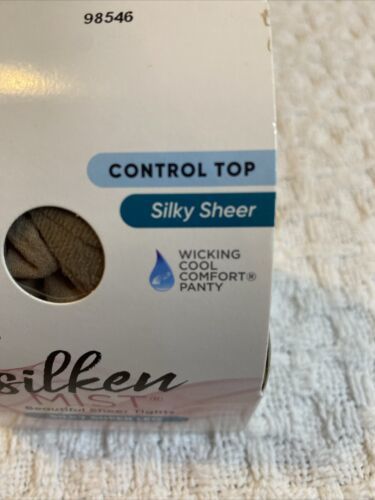 98546
CONTROL TOP
Silky Sheer
WICKING
COOL
COMFORT®
PANTY
silken
MIST®
Beautiful Sheer Tights